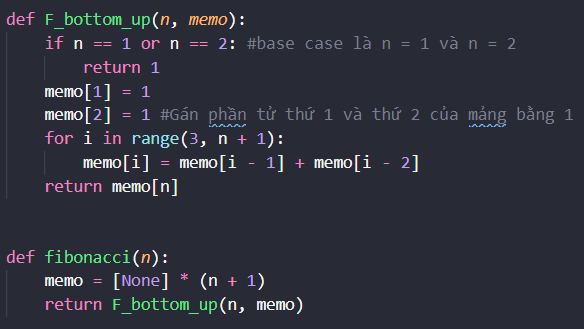 def F_bottom_up(n, memo):
    if n == 1 or n == 2: #base case là n = 1 và n = 2
        return 1
    memo[1] = 1
    memo[2] = 1 #Gán phần tử thứ 1 và thứ 2 của mảng bằng 1
    for i in range(3, n + 1):
        memo[i] = memo[i - 1] + memo[i - 2]
    return memo[n]
def fibonacci(n):
    memo = [None] * (n + 1)
    return F_bottom_up(n, memo)